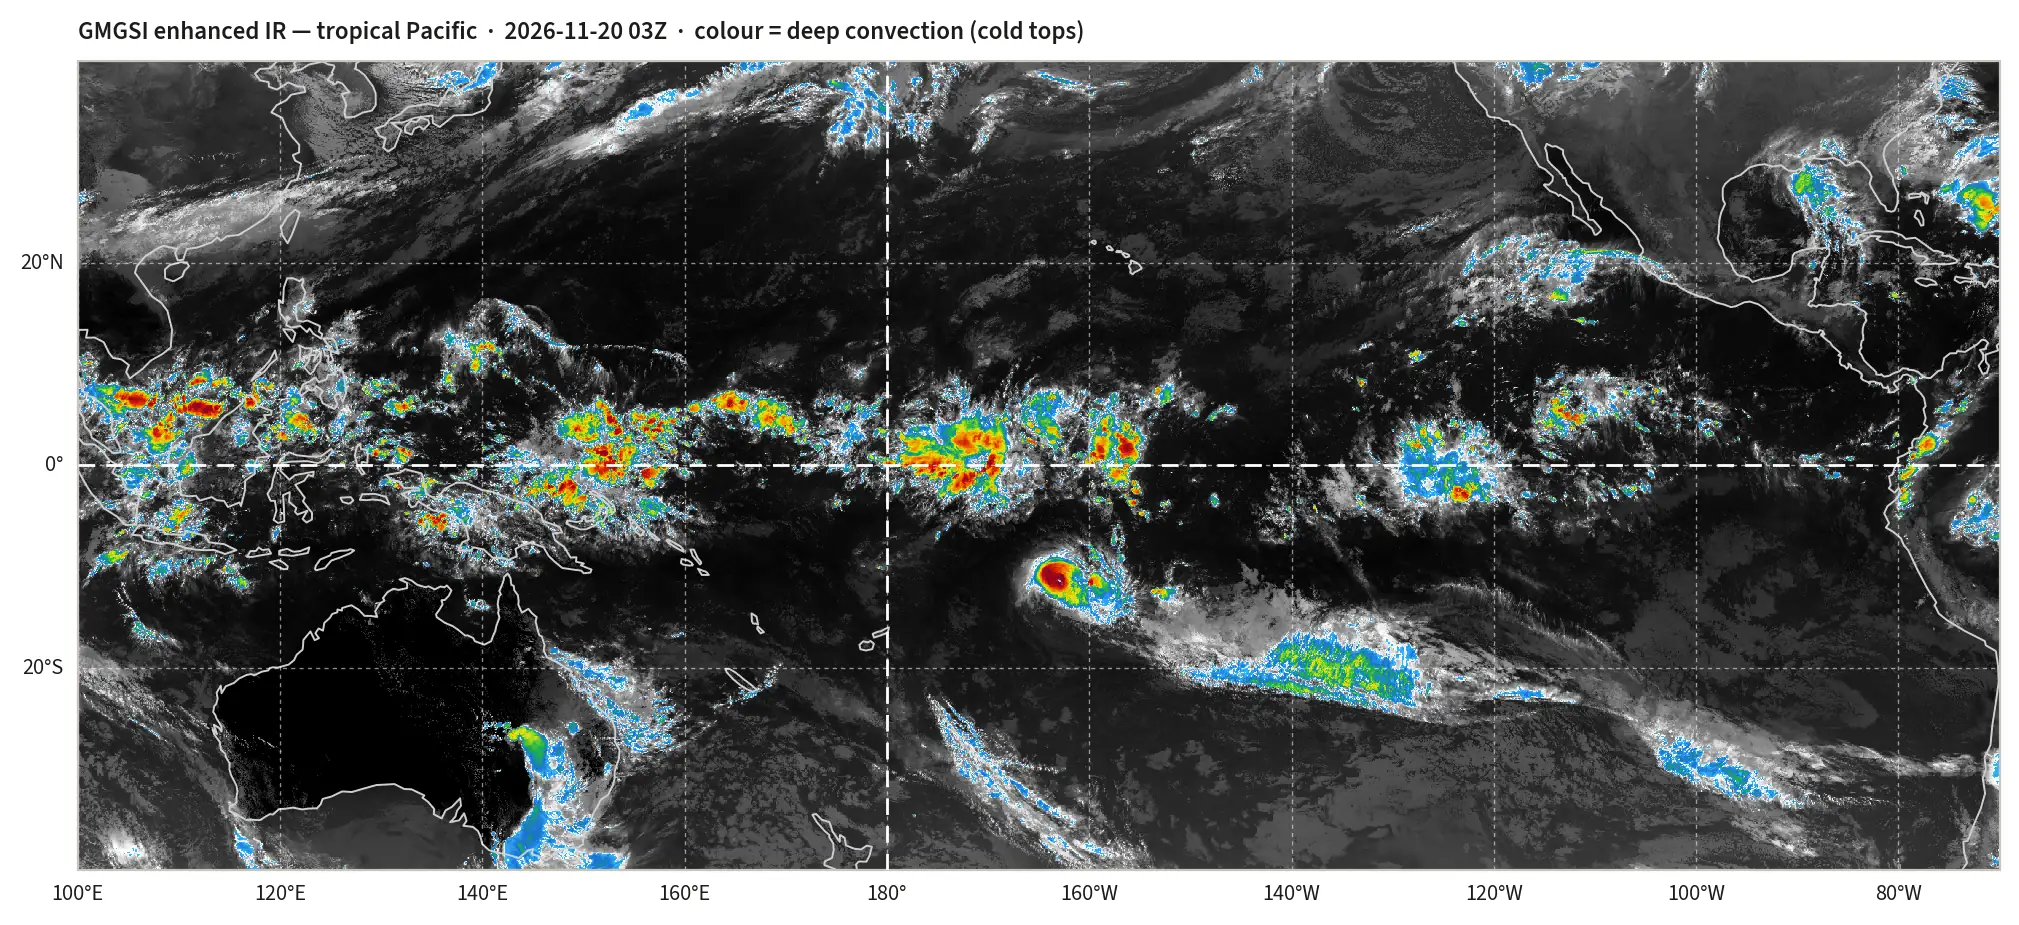 GMGSI enhanced IR — tropical Pacific · 2026-11-20 03Z · colour = deep convection (cold tops)
20°N
0°
20°S
100°E 120°E 140°E 160°E 180° 160°W 140°W 120°W 100°W 80°W